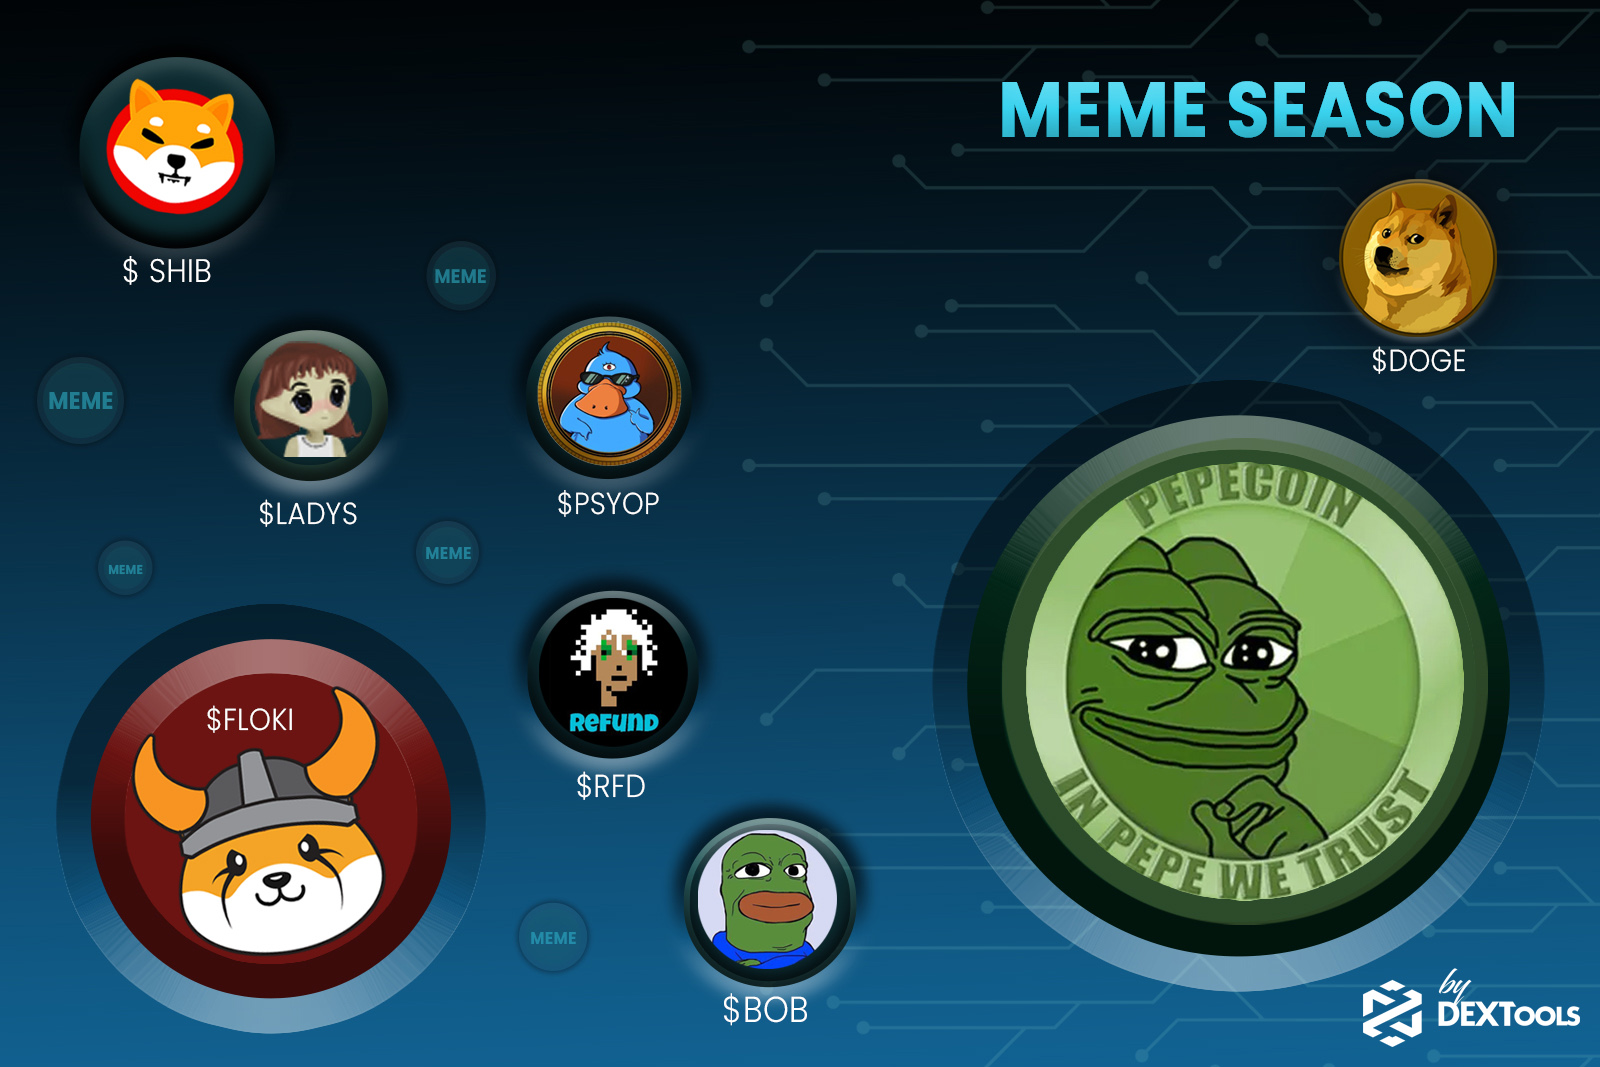 MEME SEASON
$ SHIB
MEME
$DOGE
MEME
$LADYS
$PSYOP
MEME
MEME
PEPECOIN
IN PEPE WE TRUST
$FLOKI
ReFUND
$RFD
MEME
$BOB
by
DEXTOOLS